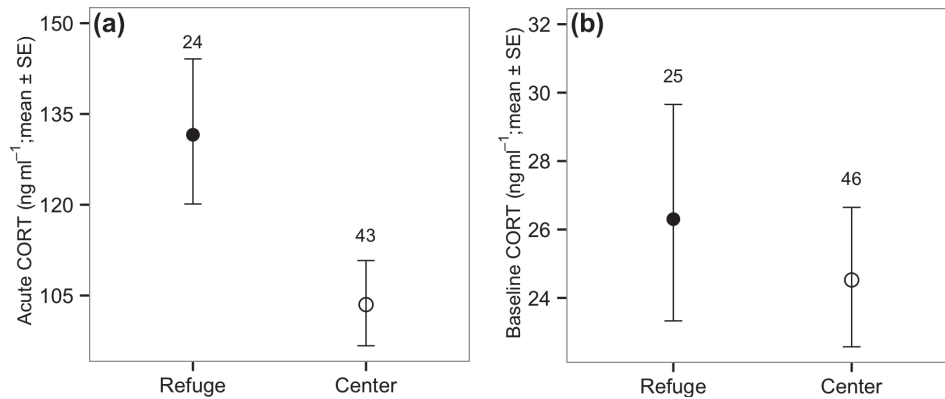 (a)
Acute CORT (ng ml⁻¹;mean ± SE)
150
135
120
105
24
43
Refuge
Center
(b)
Baseline CORT (ng ml⁻¹;mean ± SE)
32
30
28
26
24
25
46
Refuge
Center